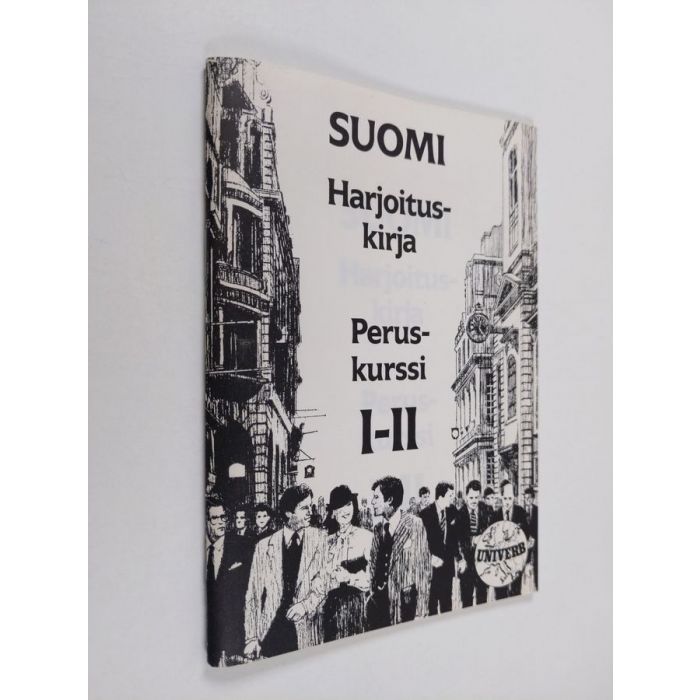 SUOMI
Harjoitus-
kirja
Perus-
kurssi
I-II
UNIVERB